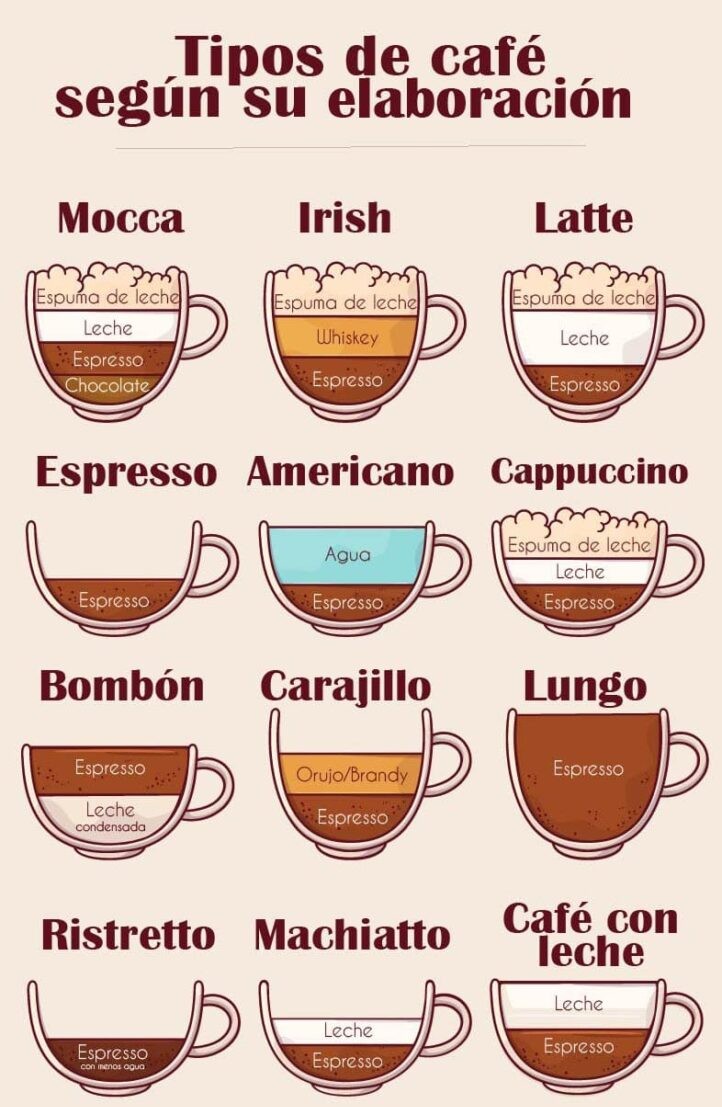 Tipos de café
según su elaboración
Mocca
Espuma de leche
Leche
Espresso
Chocolate
Irish
Espuma de leche
Whiskey
Espresso
Latte
Espuma de leche
Leche
Espresso
Espresso
Espresso
Americano
Agua
Espresso
Cappuccino
Espuma de leche
Leche
Espresso
Bombón
Espresso
Leche
condensada
Carajillo
Orujo/Brandy
Espresso
Lungo
Espresso
Ristretto
Espresso
con menos agua
Machiatto
Leche
Espresso
Café con
leche
Leche
Espresso